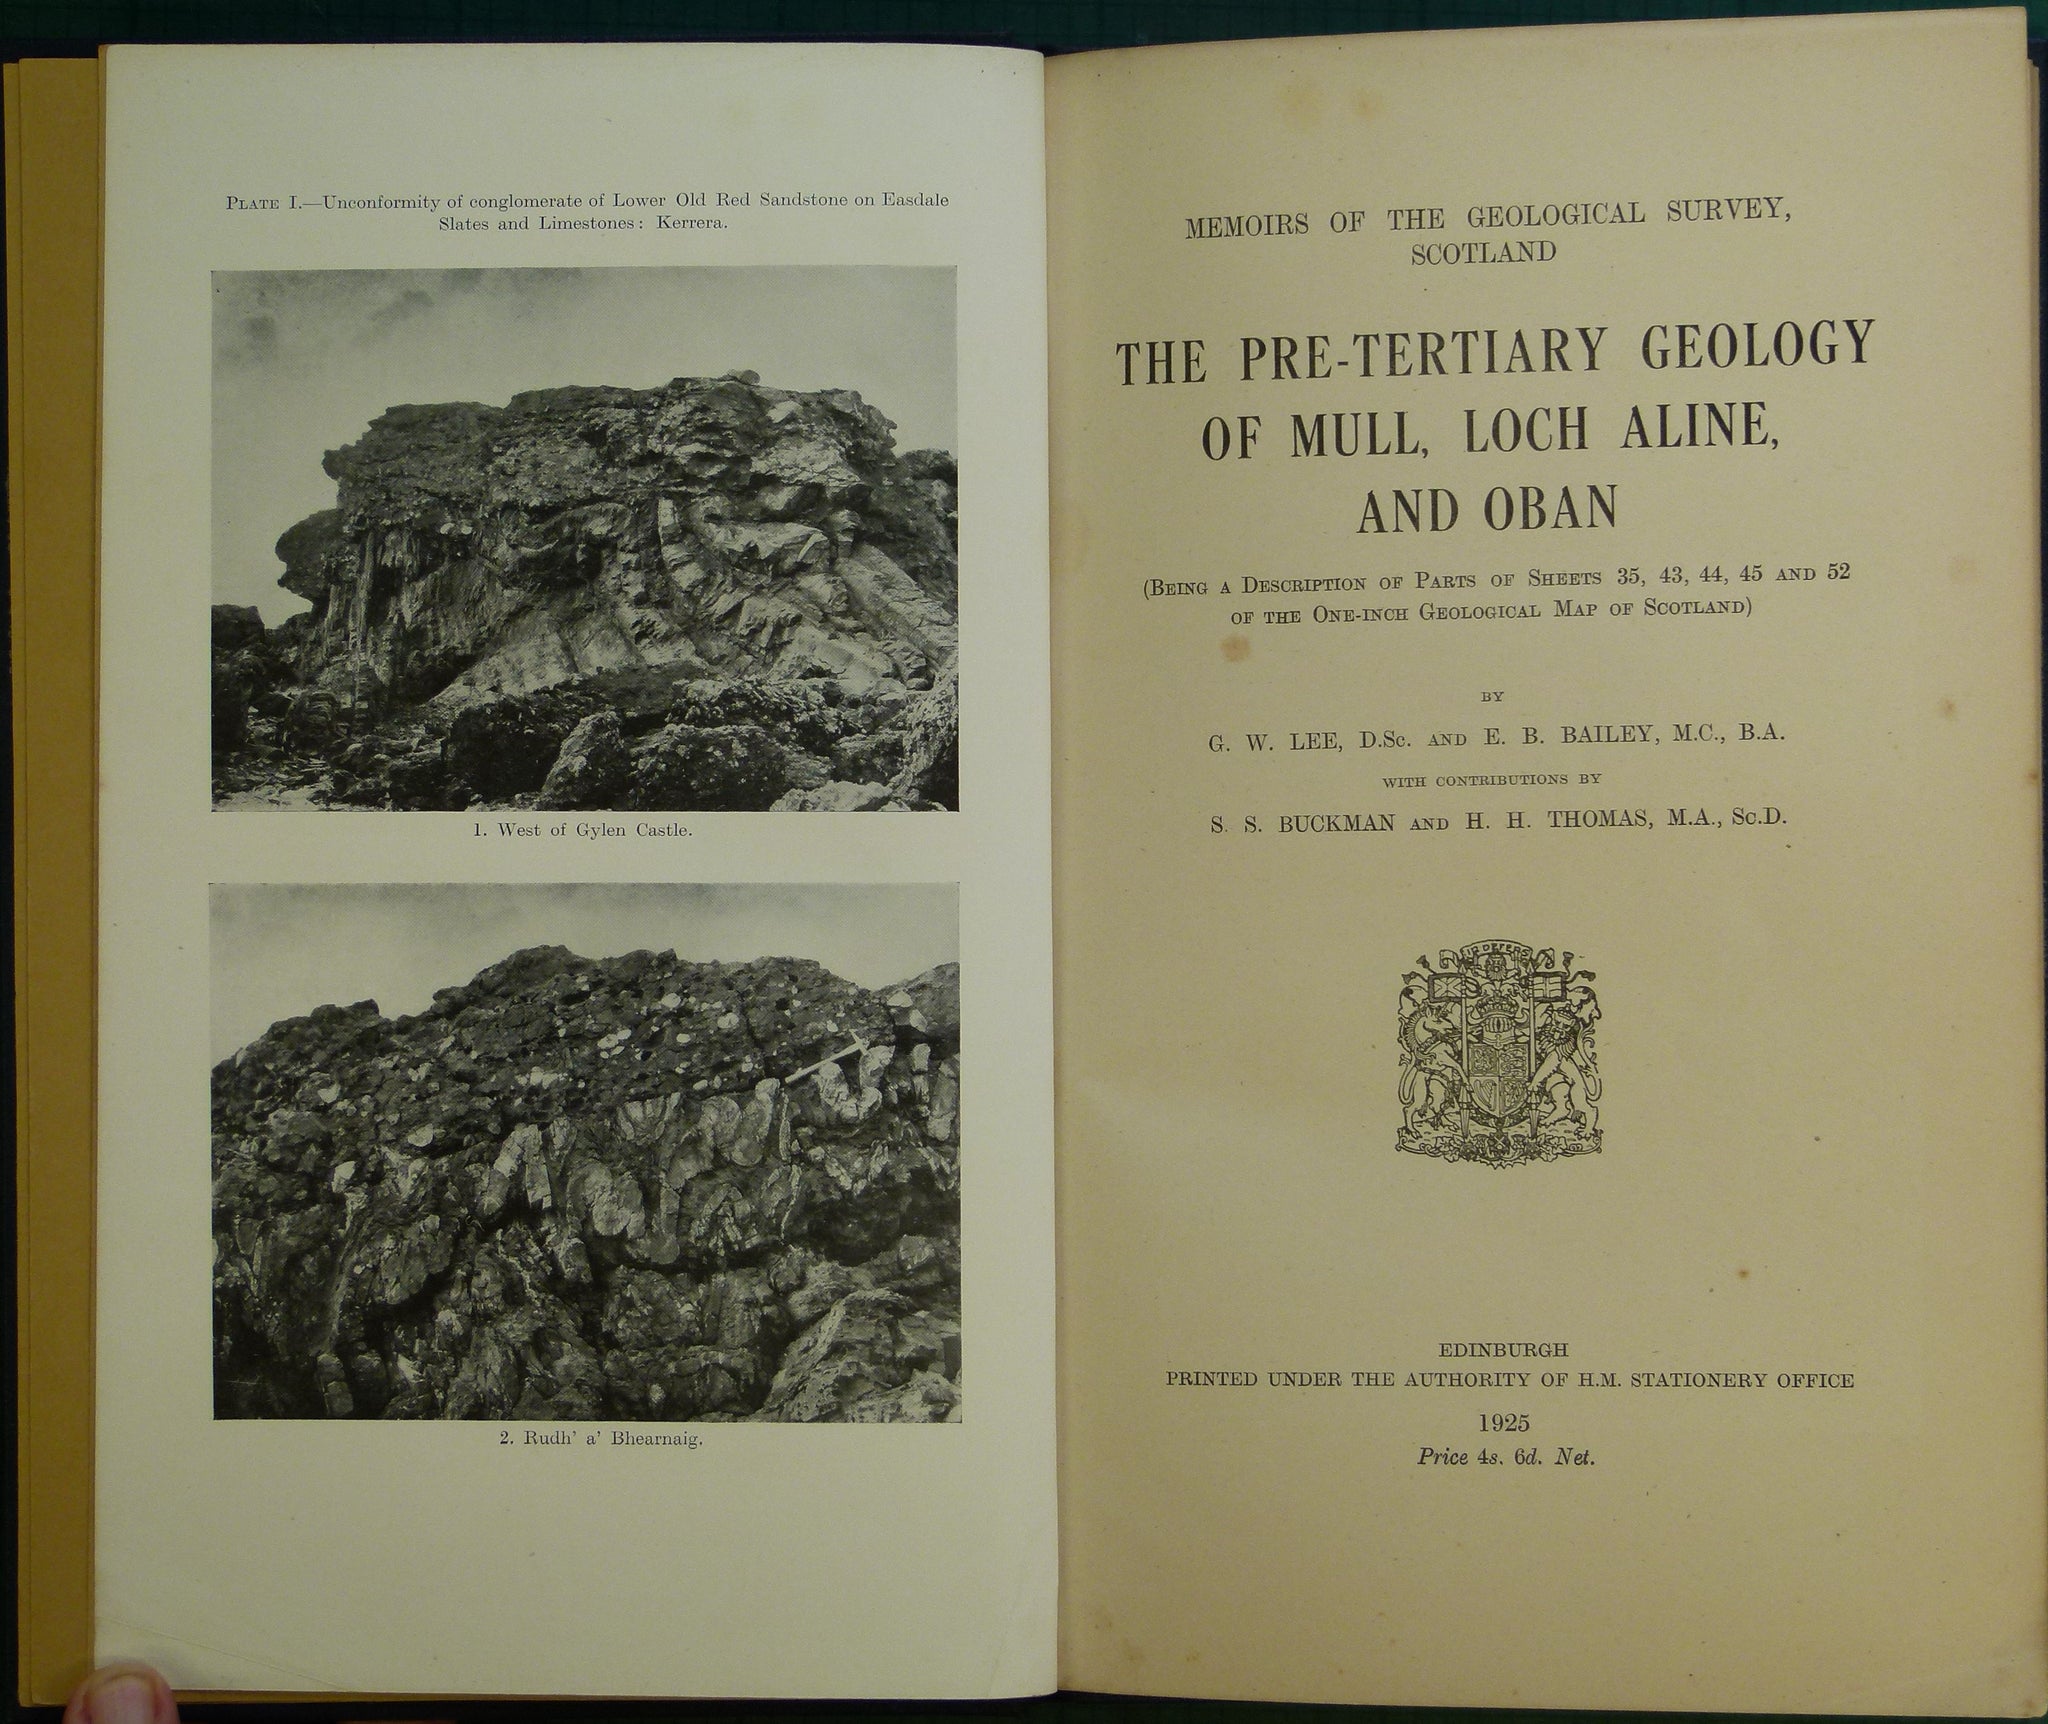 PLATE I.—Unconformity of conglomerate of Lower Old Red Sandstone on Easdale
Slates and Limestones: Kerrera.
1. West of Gylen Castle.
2. Rudh' a' Bhearnaig.
MEMOIRS OF THE GEOLOGICAL SURVEY,
SCOTLAND
THE PRE-TERTIARY GEOLOGY
OF MULL, LOCH ALINE,
AND OBAN
(BEING A DESCRIPTION OF PARTS OF SHEETS 35, 43, 44, 45 AND 52
OF THE ONE-INCH GEOLOGICAL MAP OF SCOTLAND)
BY
G. W. LEE, D.Sc. AND E. B. BAILEY, M.C., B.A.
WITH CONTRIBUTIONS BY
S. S. BUCKMAN AND H. H. THOMAS, M.A., Sc.D.
IN DEFENS
EDINBURGH
PRINTED UNDER THE AUTHORITY OF H.M. STATIONERY OFFICE
1925
Price 4s. 6d. Net.